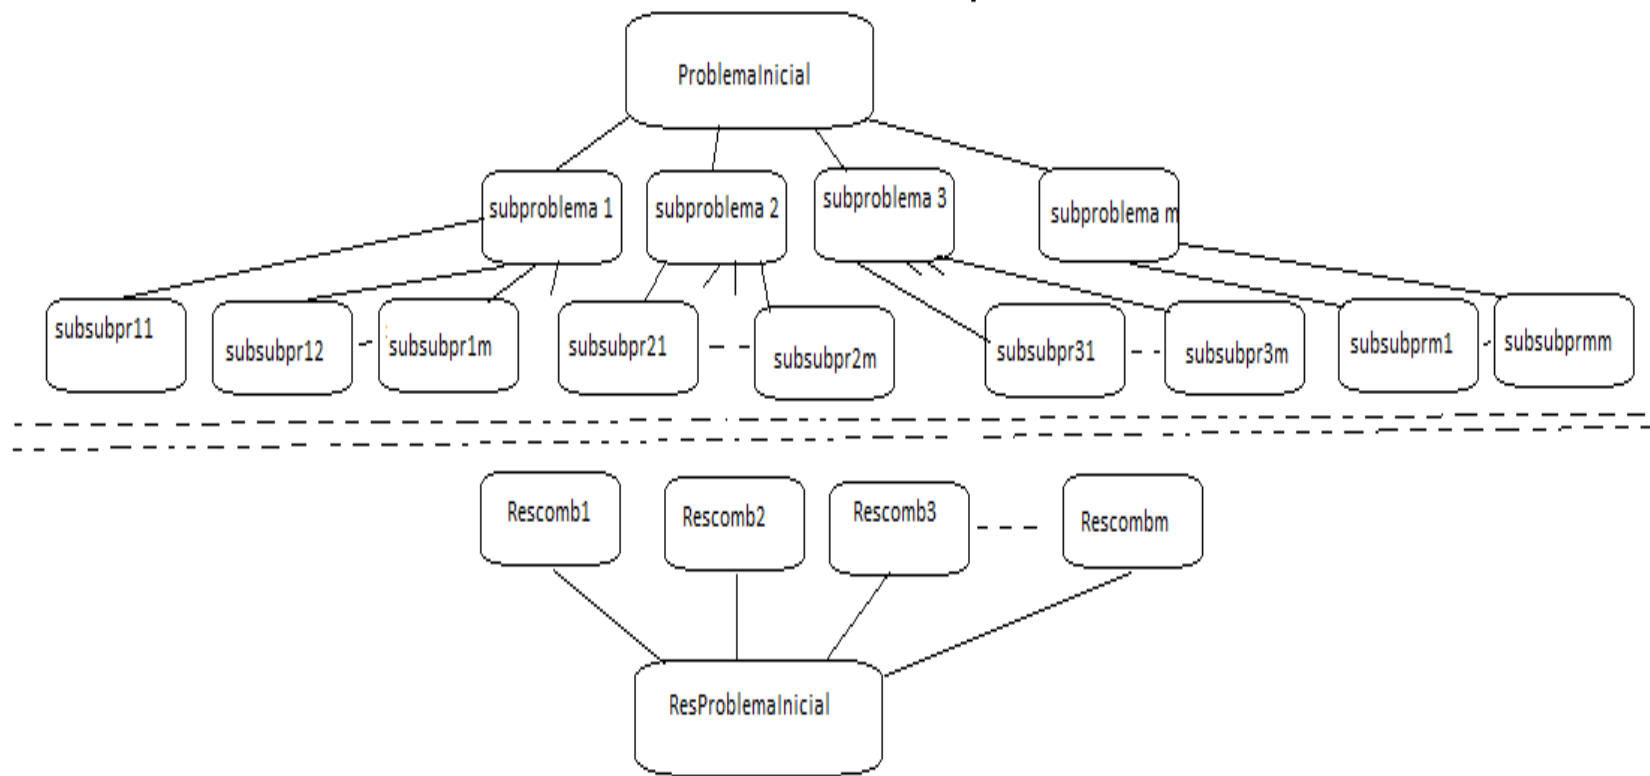 ProblemaInicial
subproblema 1
subproblema 2
subproblema 3
subproblema m
subsubpr11
subsubpr12
subsubpr1m
subsubpr21
subsubpr2m
subsubpr31
subsubpr3m
subsubprm1
subsubprmm
Rescomb1
Rescomb2
Rescomb3
Rescombm
ResProblemaInicial